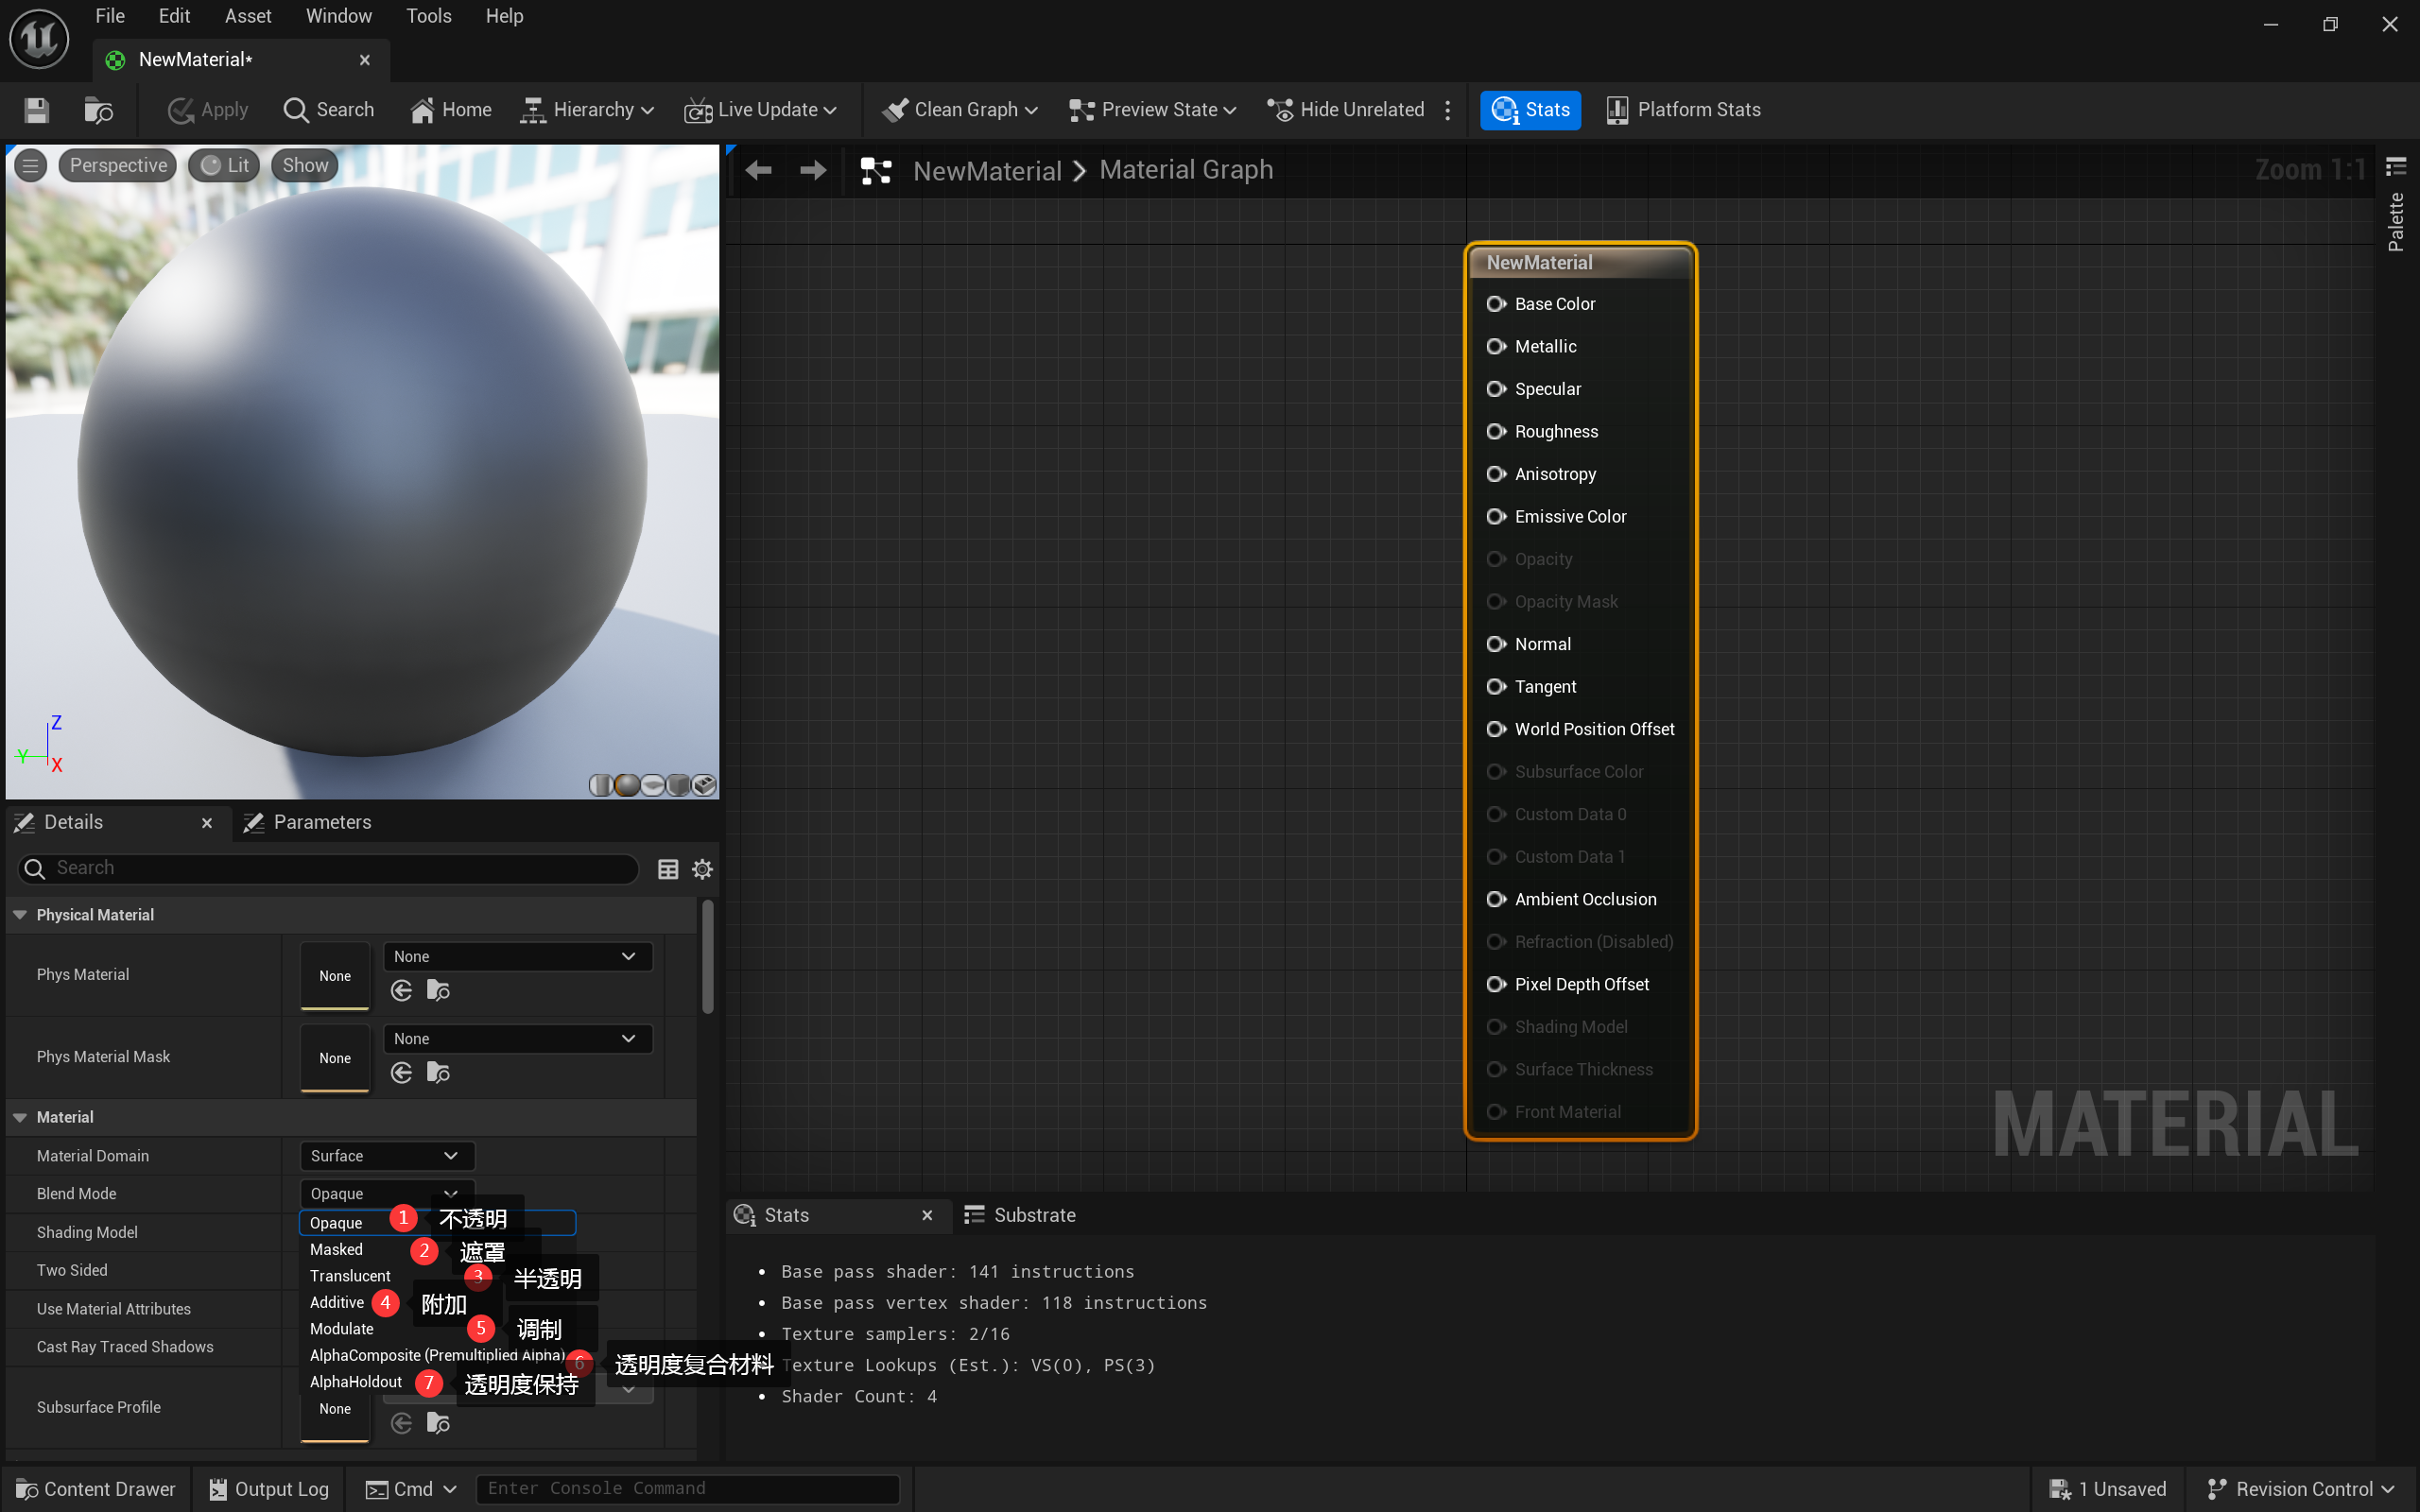 File Edit Asset Window Tools Help
NewMaterial*
Apply Search Home Hierarchy Live Update Clean Graph Preview State Hide Unrelated Stats Platform Stats
Perspective Lit Show
NewMaterial > Material Graph
Zoom 1:1
Palette
NewMaterial
Base Color
Metallic
Specular
Roughness
Anisotropy
Emissive Color
Opacity
Opacity Mask
Normal
Tangent
World Position Offset
Subsurface Color
Custom Data 0
Custom Data 1
Ambient Occlusion
Refraction (Disabled)
Pixel Depth Offset
Shading Model
Surface Thickness
Front Material
MATERIAL
Z
Y
X
Details Parameters
Search
Physical Material
Phys Material None None
Phys Material Mask None None
Material
Material Domain Surface
Blend Mode Opaque
Shading Model
Two Sided
Use Material Attributes
Cast Ray Traced Shadows
Subsurface Profile None
Opaque 1 不透明
Masked 2 遮罩
Translucent 3 半透明
Additive 4 附加
Modulate 5 调制
AlphaComposite (Premultiplied Alpha) 6 透明度复合材料
AlphaHoldout 7 透明度保持
Stats Substrate
• Base pass shader: 141 instructions
• Base pass vertex shader: 118 instructions
• Texture samplers: 2/16
Texture Lookups (Est.): VS(0), PS(3)
• Shader Count: 4
Content Drawer Output Log Cmd Enter Console Command 1 Unsaved Revision Control